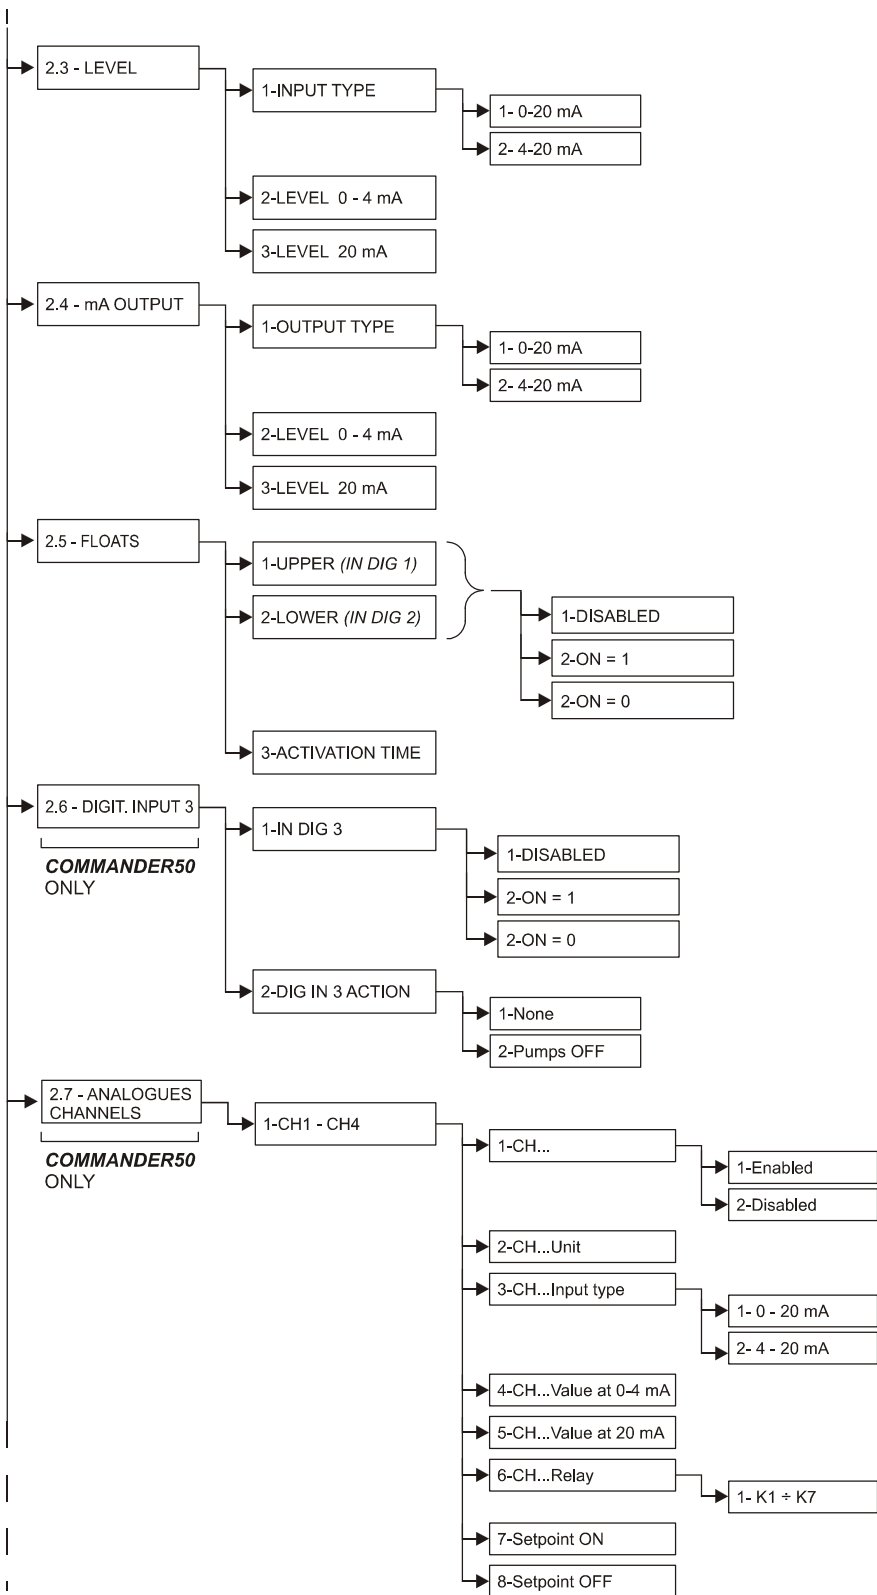 2.3 - LEVEL
1-INPUT TYPE
1- 0-20 mA
2- 4-20 mA
2-LEVEL 0 - 4 mA
3-LEVEL 20 mA
2.4 - mA OUTPUT
1-OUTPUT TYPE
1- 0-20 mA
2- 4-20 mA
2-LEVEL 0 - 4 mA
3-LEVEL 20 mA
2.5 - FLOATS
1-UPPER (IN DIG 1)
2-LOWER (IN DIG 2)
1-DISABLED
2-ON = 1
2-ON = 0
3-ACTIVATION TIME
2.6 - DIGIT. INPUT 3
COMMANDER50
ONLY
1-IN DIG 3
1-DISABLED
2-ON = 1
2-ON = 0
2-DIG IN 3 ACTION
1-None
2-Pumps OFF
2.7 - ANALOGUES
CHANNELS
COMMANDER50
ONLY
1-CH1 - CH4
1-CH...
1-Enabled
2-Disabled
2-CH...Unit
3-CH...Input type
1- 0 - 20 mA
2- 4 - 20 mA
4-CH...Value at 0-4 mA
5-CH...Value at 20 mA
6-CH...Relay
1- K1 ÷ K7
7-Setpoint ON
8-Setpoint OFF